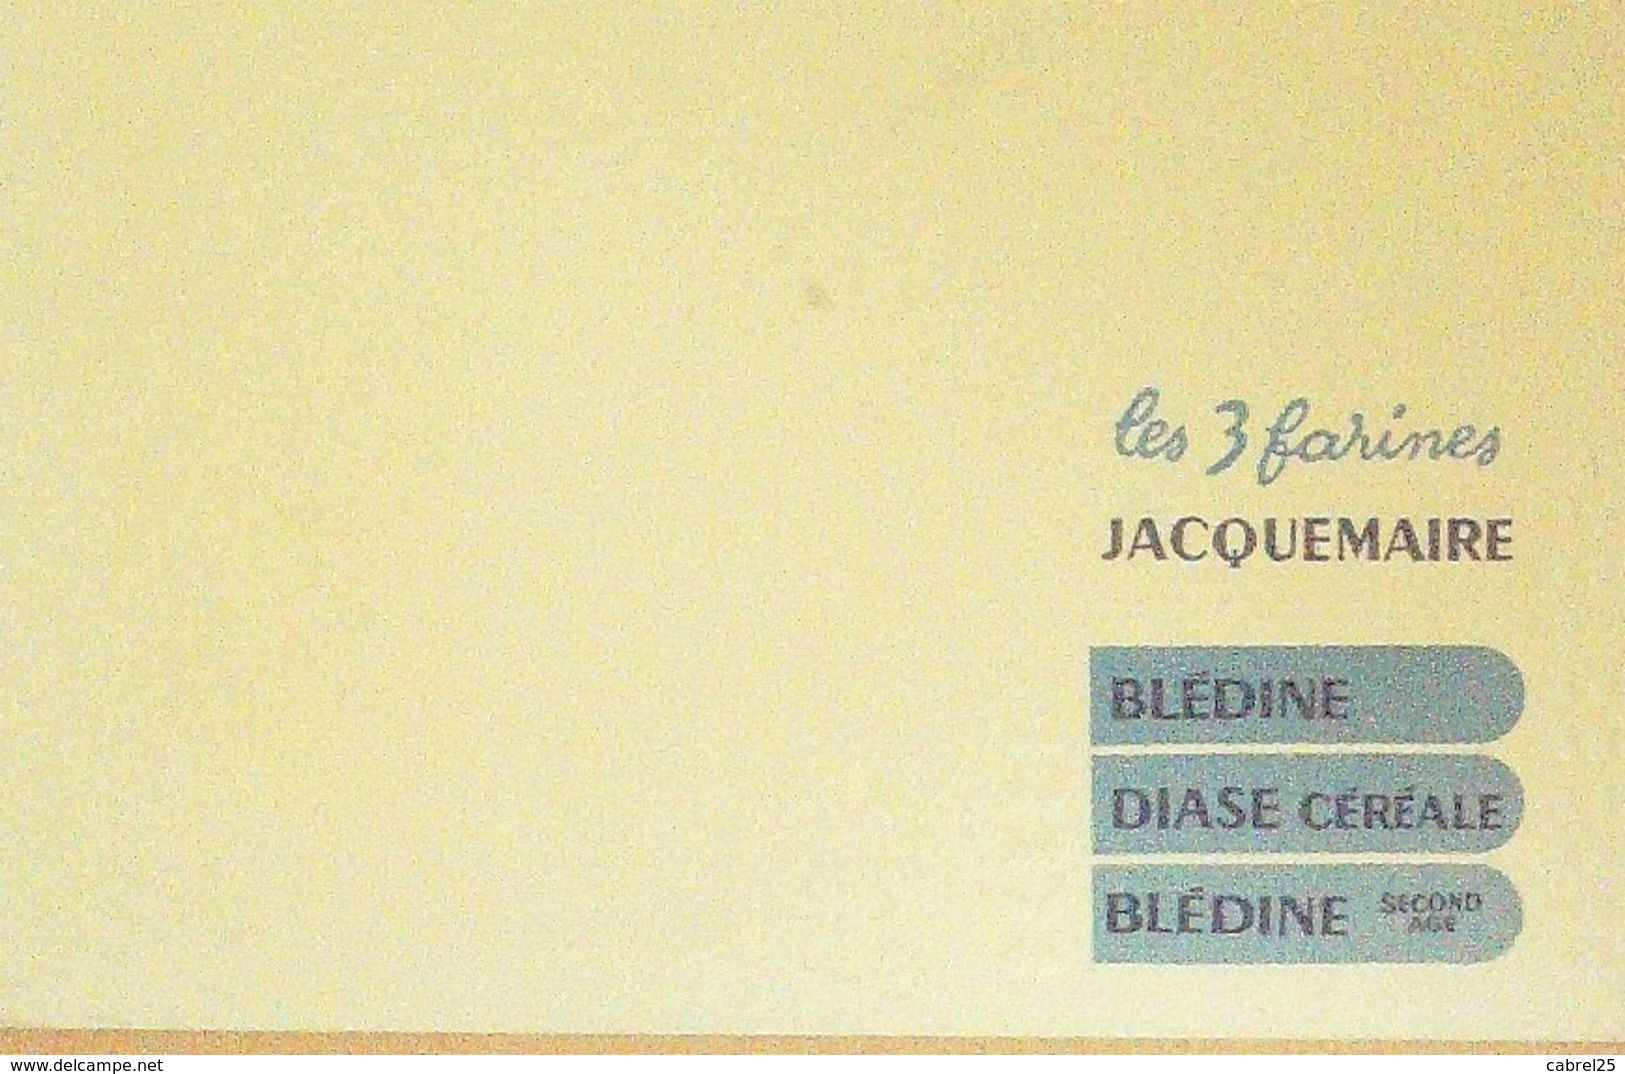 les 3 farines
JACQUEMAIRE
BLÉDINE
DIASE CÉRÉALE
BLÉDINE SECOND
AGE
www.delcampe.net
cabrel25